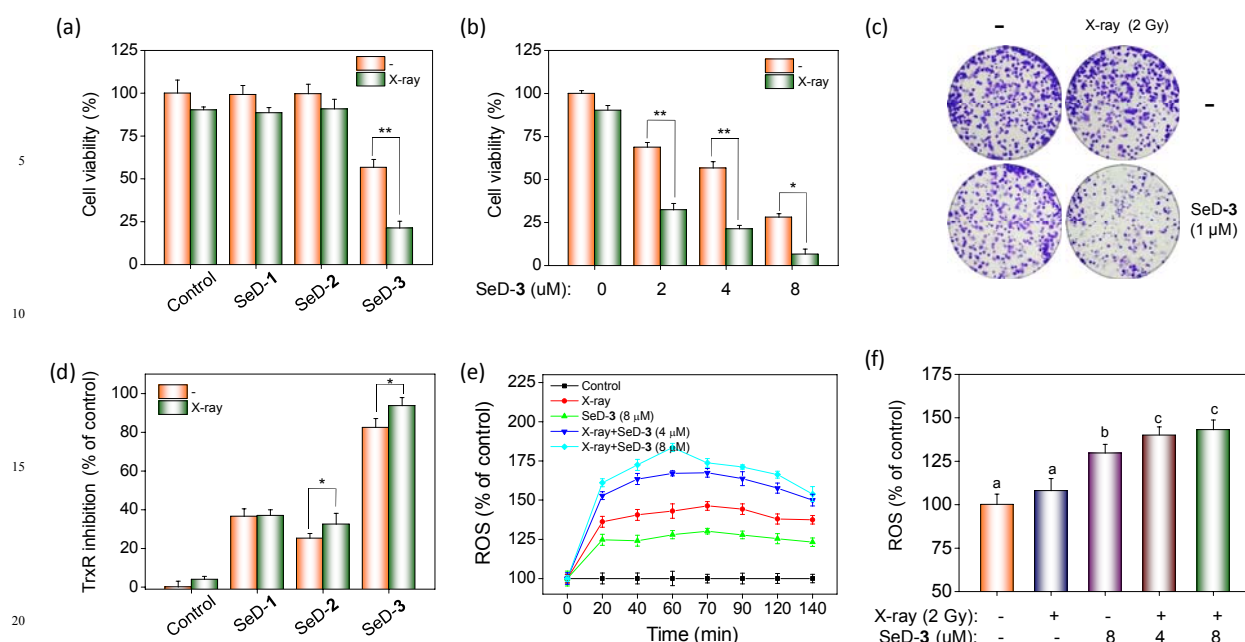 (a)
125
100
75
50
25
0
Cell viability (%)
-
X-ray
**
Control
SeD-1
SeD-2
SeD-3
(b)
125
100
75
50
25
0
Cell viability (%)
-
X-ray
**
**
*
SeD-3 (uM): 0 2 4 8
(c)
- X-ray (2 Gy)
-
SeD-3
(1 μM)
5
10
15
20
(d)
100
80
60
40
20
0
TrxR inhibition (% of control)
-
X-ray
*
*
Control
SeD-1
SeD-2
SeD-3
(e)
225
200
175
150
125
100
ROS (% of control)
Control
X-ray
SeD-3 (8 μM)
X-ray+SeD-3 (4 μM)
X-ray+SeD-3 (8 μM)
0 20 40 60 70 90 120 140
Time (min)
(f)
175
150
125
100
75
50
ROS (% of control)
a a b c c
X-ray (2 Gy): - + - + +
SeD-3 (uM): - - 8 4 8